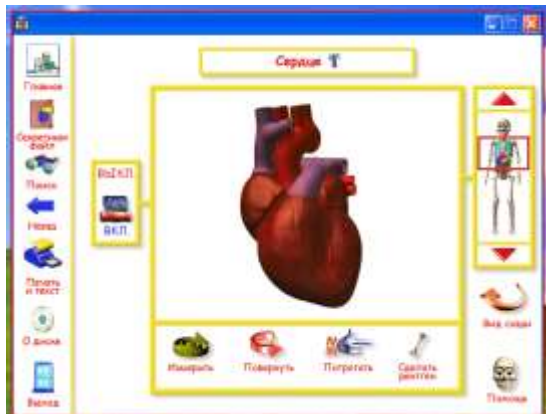 Сердце
Главное
Секретный
файл
Поиск
Назад
Печать
и текст
О диске
Выход
ВЫКЛ.
ВКЛ.
Измерить
Повернуть
Потрогать
Сделать
рентген
Вид сзади
Помощь